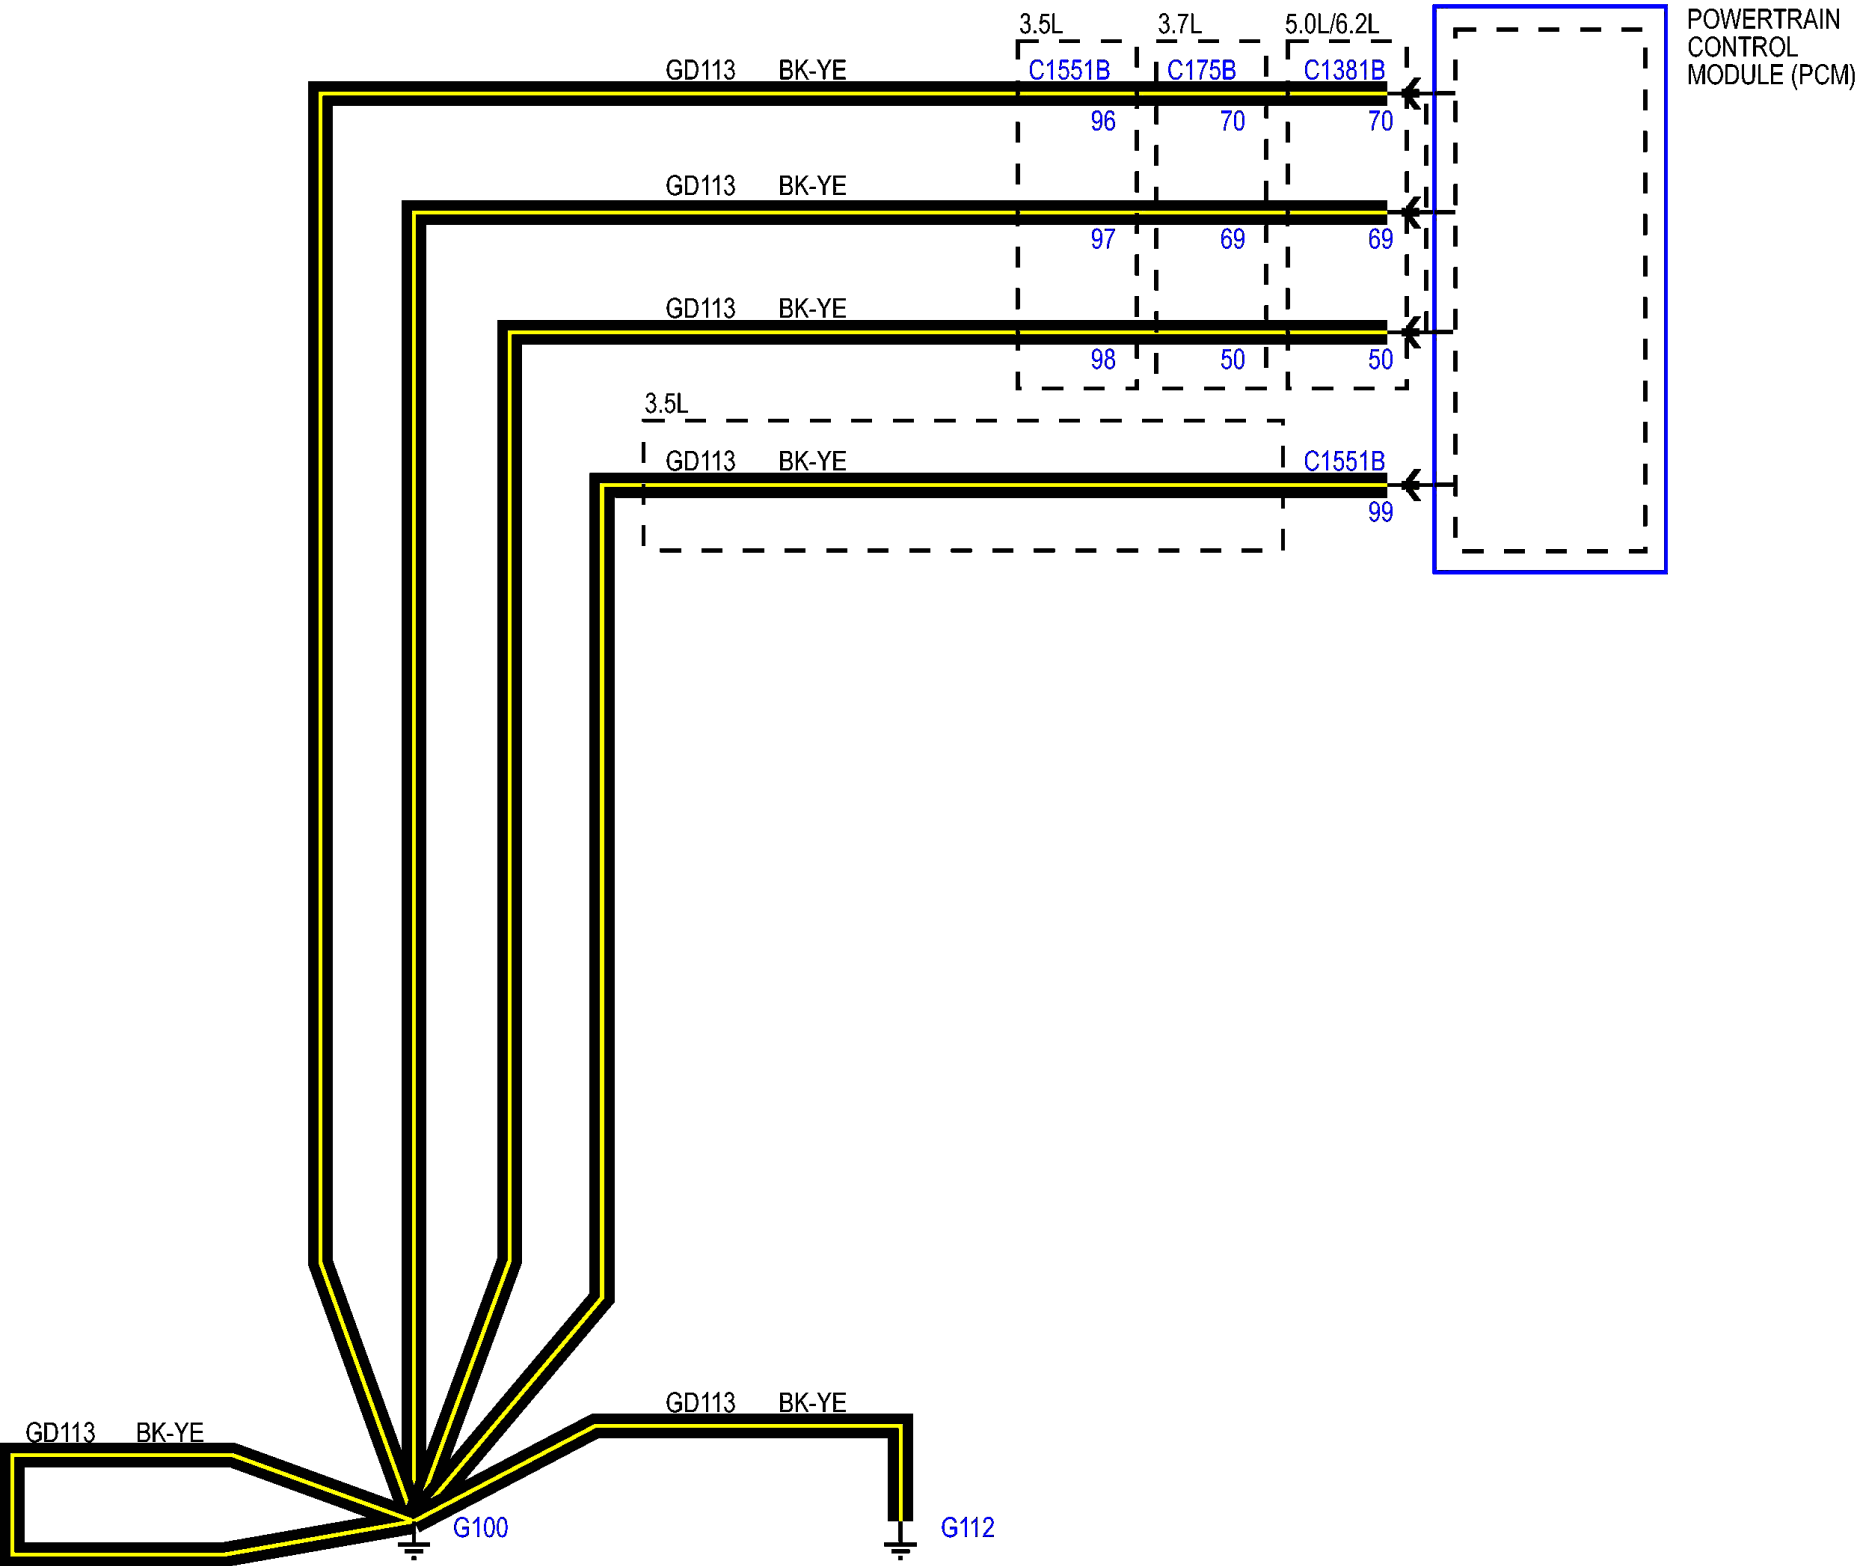 3.5L 3.7L 5.0L/6.2L
POWERTRAIN
CONTROL
MODULE (PCM)
GD113 BK-YE C1551B C175B C1381B
96 70 70
GD113 BK-YE
97 69 69
GD113 BK-YE
98 50 50
3.5L
GD113 BK-YE C1551B
99
GD113 BK-YE
GD113 BK-YE
G100 G112